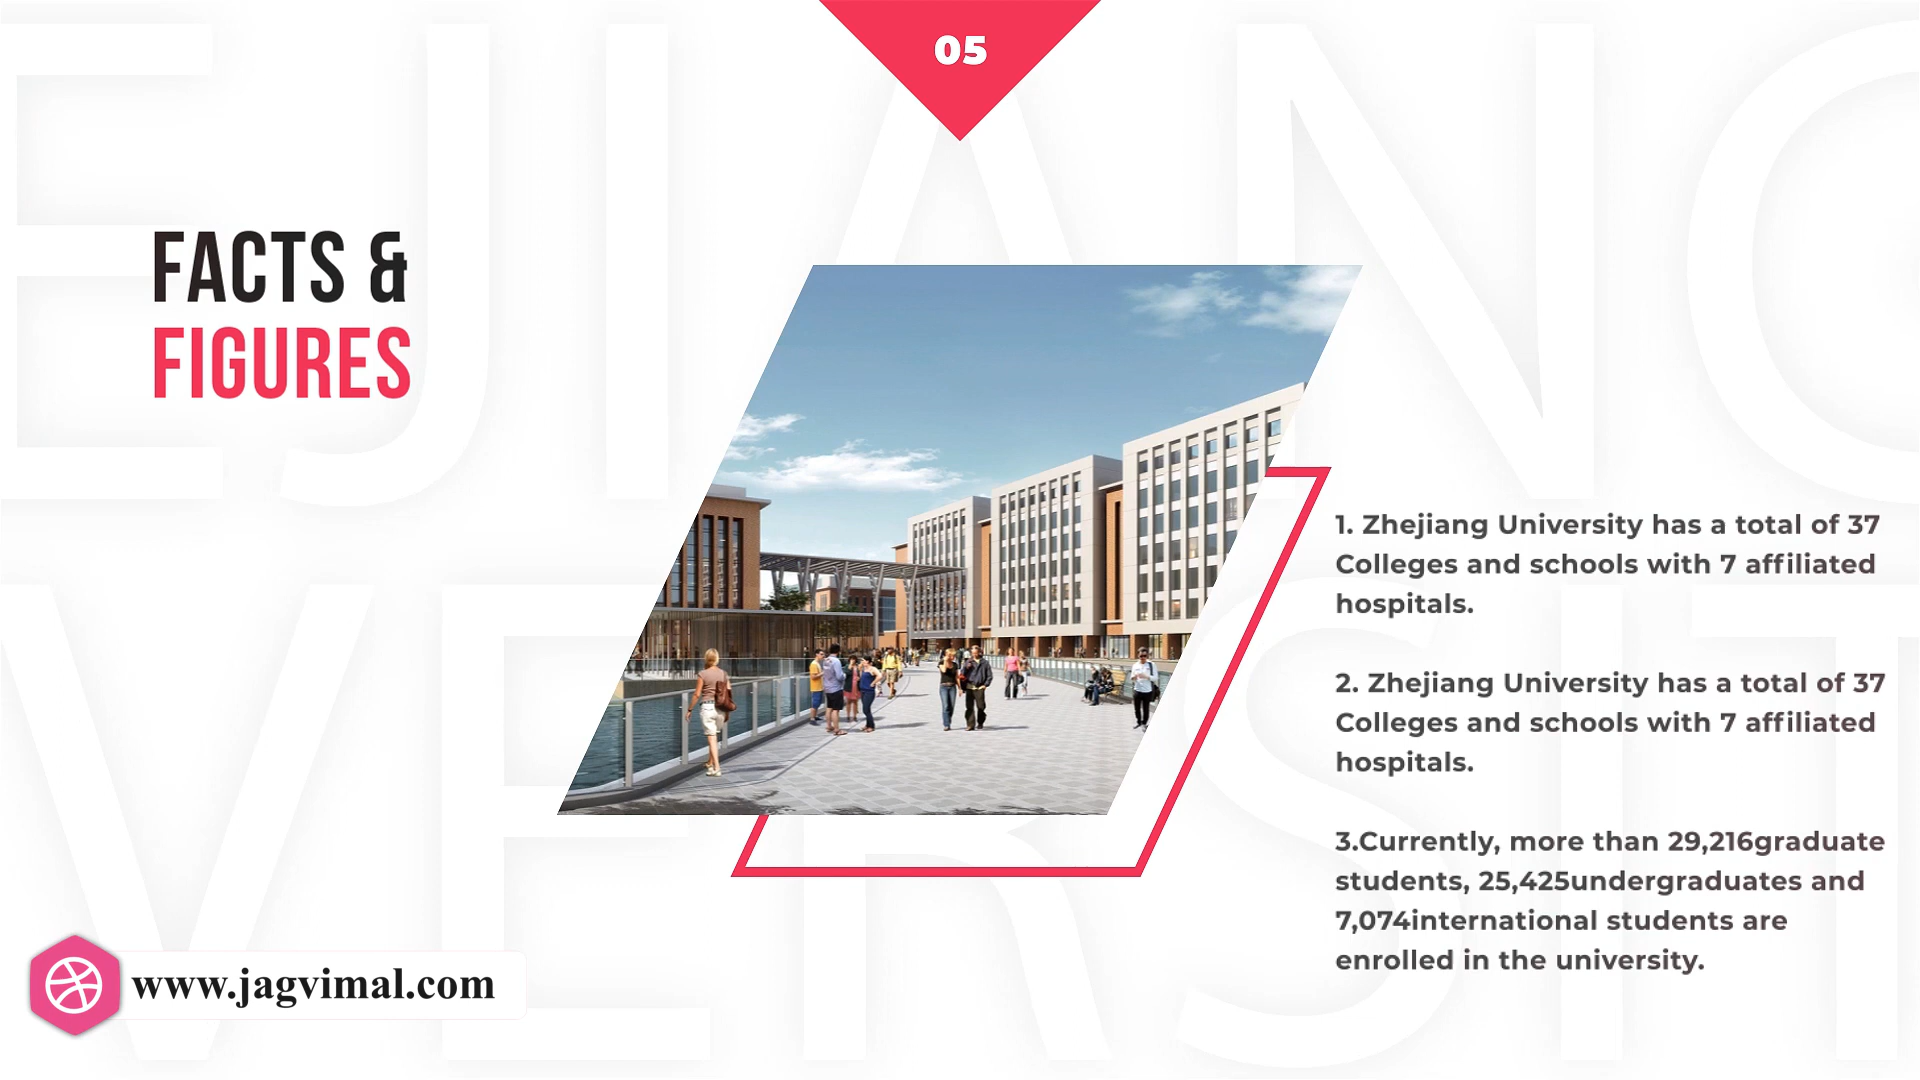 05
FACTS &
FIGURES
1. Zhejiang University has a total of 37
Colleges and schools with 7 affiliated
hospitals.
2. Zhejiang University has a total of 37
Colleges and schools with 7 affiliated
hospitals.
3.Currently, more than 29,216graduate
students, 25,425undergraduates and
7,074international students are
enrolled in the university.
www.jagvimal.com
EJIANG
VERSIT